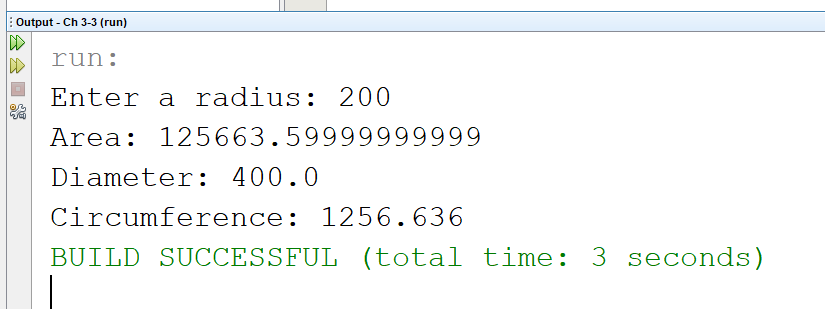 Output - Ch 3-3 (run)
run:
Enter a radius: 200
Area: 125663.59999999999
Diameter: 400.0
Circumference: 1256.636
BUILD SUCCESSFUL (total time: 3 seconds)